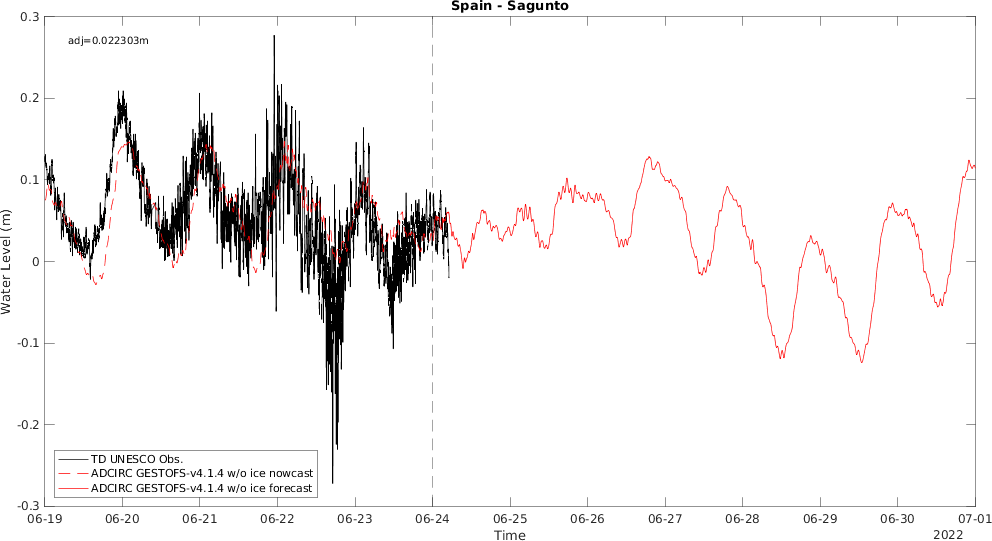 Spain - Sagunto
adj=0.022303m
0.3
0.2
0.1
0
-0.1
-0.2
-0.3
Water Level (m)
TD UNESCO Obs.
ADCIRC GESTOFS-v4.1.4 w/o ice nowcast
ADCIRC GESTOFS-v4.1.4 w/o ice forecast
06-19 06-20 06-21 06-22 06-23 06-24 06-25 06-26 06-27 06-28 06-29 06-30 07-01
Time
2022